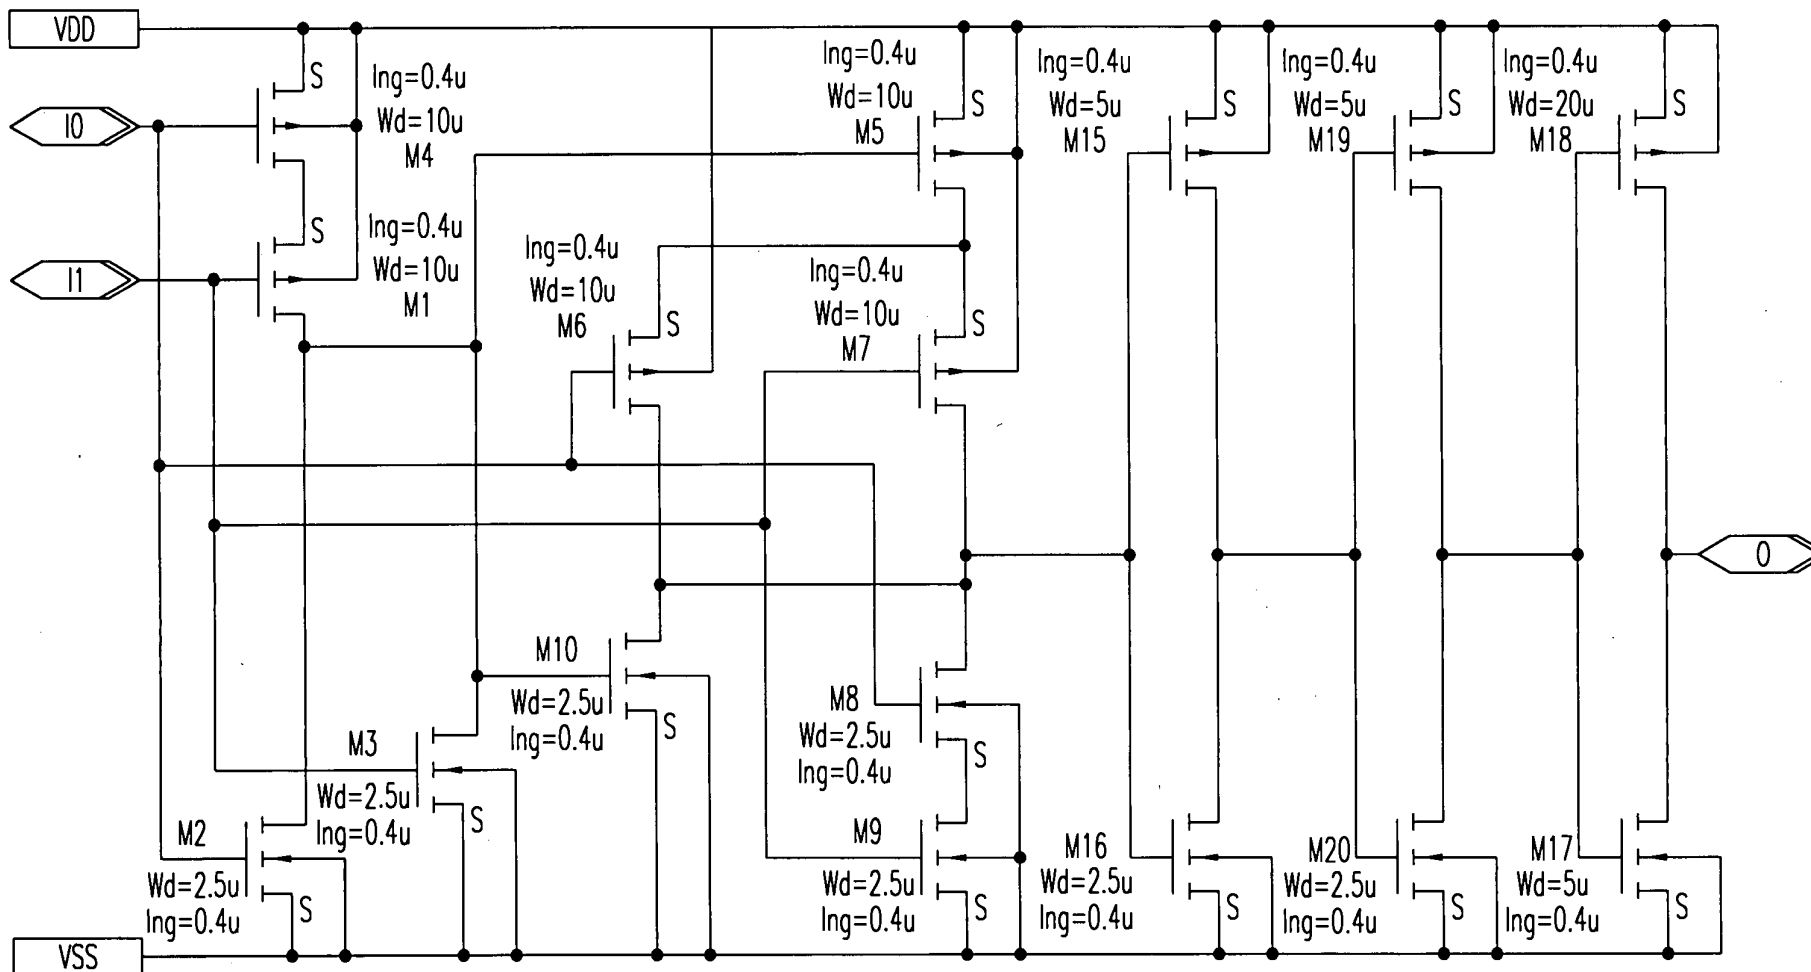 VDD
I0
I1
S
lng=0.4u
Wd=10u
M4
S
lng=0.4u
Wd=10u
M1
lng=0.4u
Wd=10u
M6
S
lng=0.4u
Wd=10u
M5
S
lng=0.4u
Wd=10u
M7
S
lng=0.4u
Wd=5u
M15
S
lng=0.4u
Wd=5u
M19
S
lng=0.4u
Wd=20u
M18
S
O
M10
Wd=2.5u
lng=0.4u
S
M3
Wd=2.5u
lng=0.4u
S
M2
Wd=2.5u
lng=0.4u
S
M8
Wd=2.5u
lng=0.4u
S
M9
Wd=2.5u
lng=0.4u
S
M16
Wd=2.5u
lng=0.4u
S
M20
Wd=2.5u
lng=0.4u
S
M17
Wd=5u
lng=0.4u
S
VSS